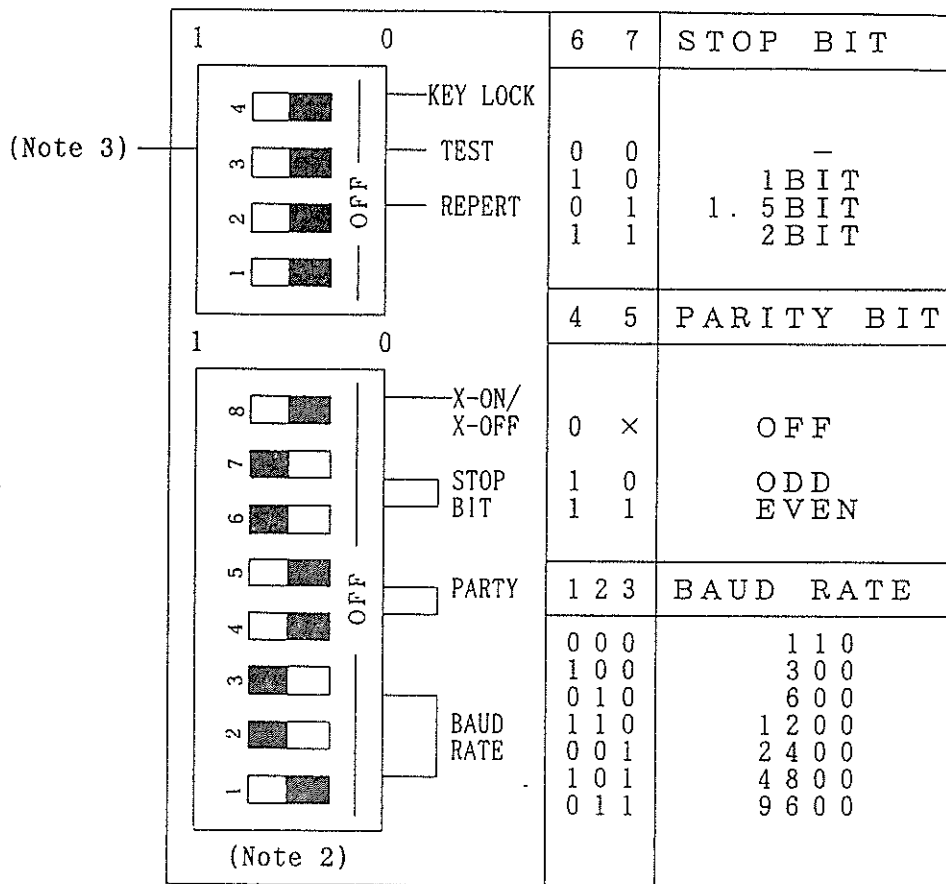 1 0
4 KEY LOCK
(Note 3)
3 TEST
2 REPERT
1
OFF
1 0
8 X-ON/
X-OFF
7 STOP
6 BIT
5 PARTY
4
OFF
3
2 BAUD
RATE
1
(Note 2)
6 7 STOP BIT
0 0 —
1 0 1BIT
0 1 1.5BIT
1 1 2BIT
4 5 PARITY BIT
0 × OFF
1 0 ODD
1 1 EVEN
1 2 3 BAUD RATE
0 0 0 110
1 0 0 300
0 1 0 600
1 1 0 1200
0 0 1 2400
1 0 1 4800
0 1 1 9600